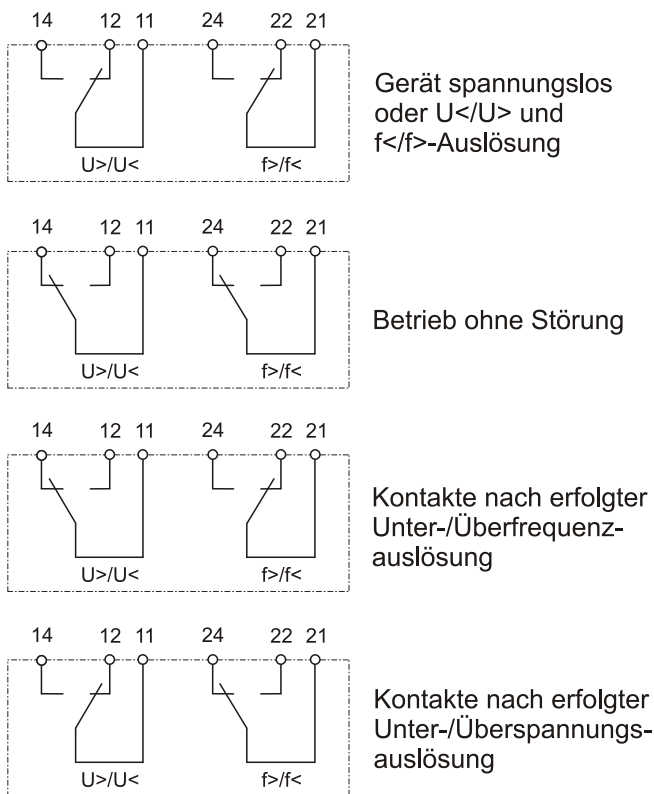 14 12 11 24 22 21
Gerät spannungslos
oder U</U> und
f</f>-Auslösung
U>/U< f>/f<
14 12 11 24 22 21
Betrieb ohne Störung
U>/U< f>/f<
14 12 11 24 22 21
Kontakte nach erfolgter
Unter-/Überfrequenz-
auslösung
U>/U< f>/f<
14 12 11 24 22 21
Kontakte nach erfolgter
Unter-/Überspannungs-
auslösung
U>/U< f>/f<